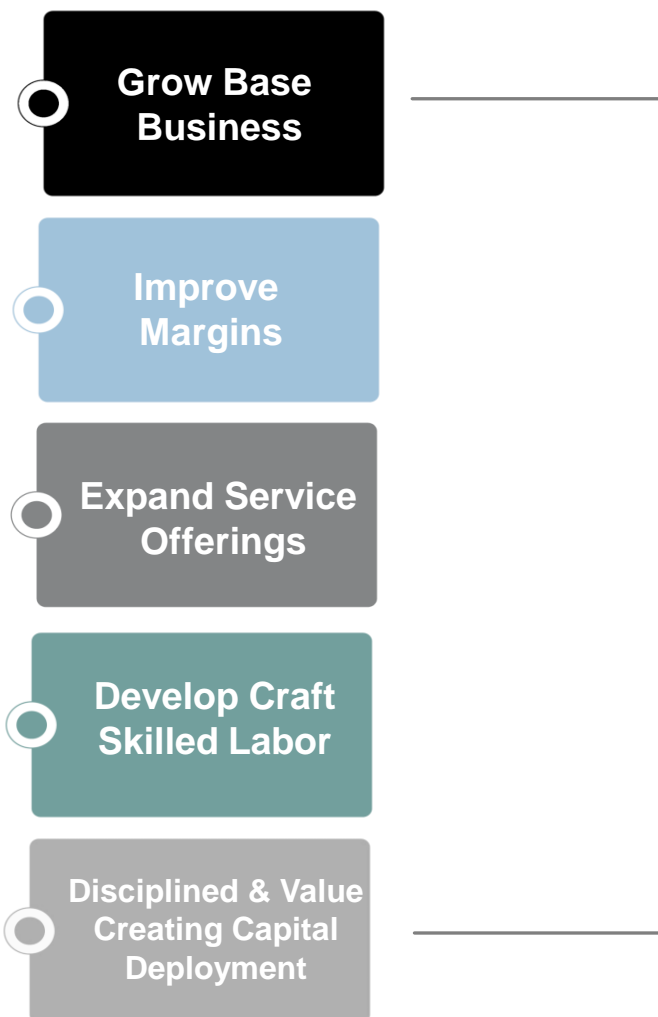 Grow Base
Business
Improve
Margins
Expand Service
Offerings
Develop Craft
Skilled Labor
Disciplined & Value
Creating Capital
Deployment